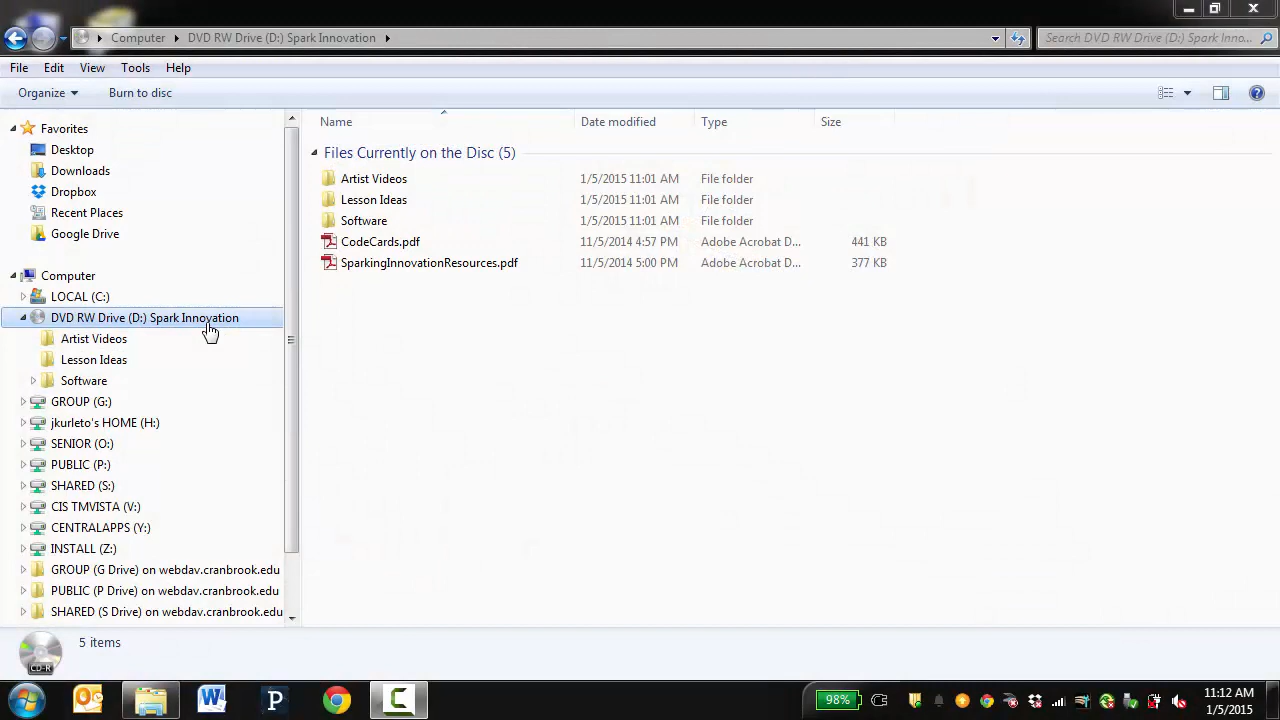 Computer DVD RW Drive (D:) Spark Innovation
Search DVD RW Drive (D:) Spark Inno...
File Edit View Tools Help
Organize Burn to disc
Favorites
Desktop
Downloads
Dropbox
Recent Places
Google Drive
Computer
LOCAL (C:)
DVD RW Drive (D:) Spark Innovation
Artist Videos
Lesson Ideas
Software
GROUP (G:)
jkurleto's HOME (H:)
SENIOR (O:)
PUBLIC (P:)
SHARED (S:)
CIS TMVISTA (V:)
CENTRALAPPS (Y:)
INSTALL (Z:)
GROUP (G Drive) on webdav.cranbrook.edu
PUBLIC (P Drive) on webdav.cranbrook.edu
SHARED (S Drive) on webdav.cranbrook.edu
Name Date modified Type Size
Files Currently on the Disc (5)
Artist Videos 1/5/2015 11:01 AM File folder
Lesson Ideas 1/5/2015 11:01 AM File folder
Software 1/5/2015 11:01 AM File folder
CodeCards.pdf 11/5/2014 4:57 PM Adobe Acrobat D... 441 KB
SparkingInnovationResources.pdf 11/5/2014 5:00 PM Adobe Acrobat D... 377 KB
5 items
CD-R
98%
11:12 AM
1/5/2015